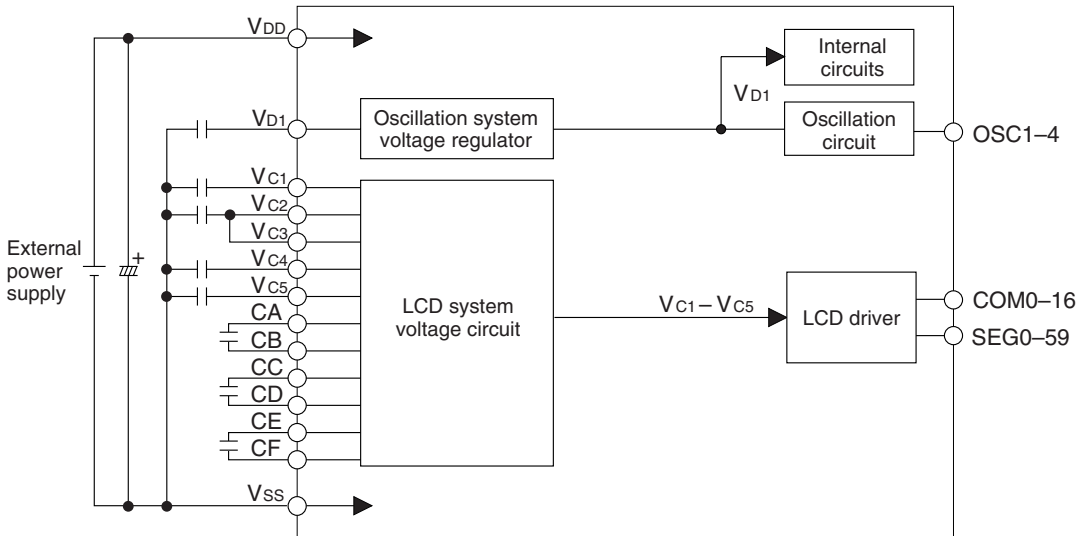 VDD
Internal
circuits
VD1
VD1
Oscillation system
voltage regulator
Oscillation
circuit
OSC1–4
VC1
VC2
VC3
External
power
supply
+
VC4
VC5
LCD system
voltage circuit
VC1 – VC5
LCD driver
COM0–16
SEG0–59
CA
CB
CC
CD
CE
CF
VSS